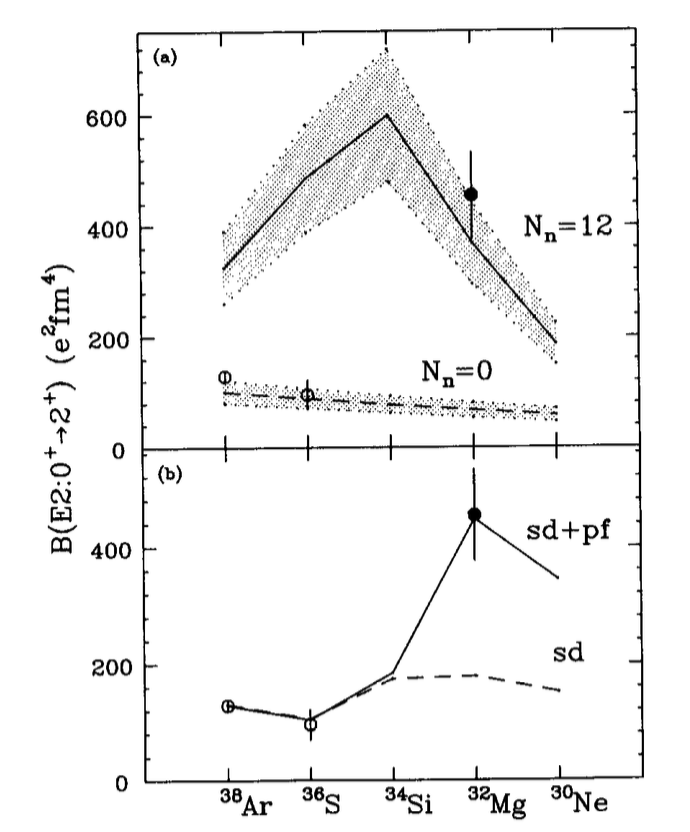 (a)
600
400
200
0
N_n=12
N_n=0
B(E2:0⁺→2⁺) (e²fm⁴)
(b)
400
200
0
sd+pf
sd
³⁸Ar ³⁶S ³⁴Si ³²Mg ³⁰Ne